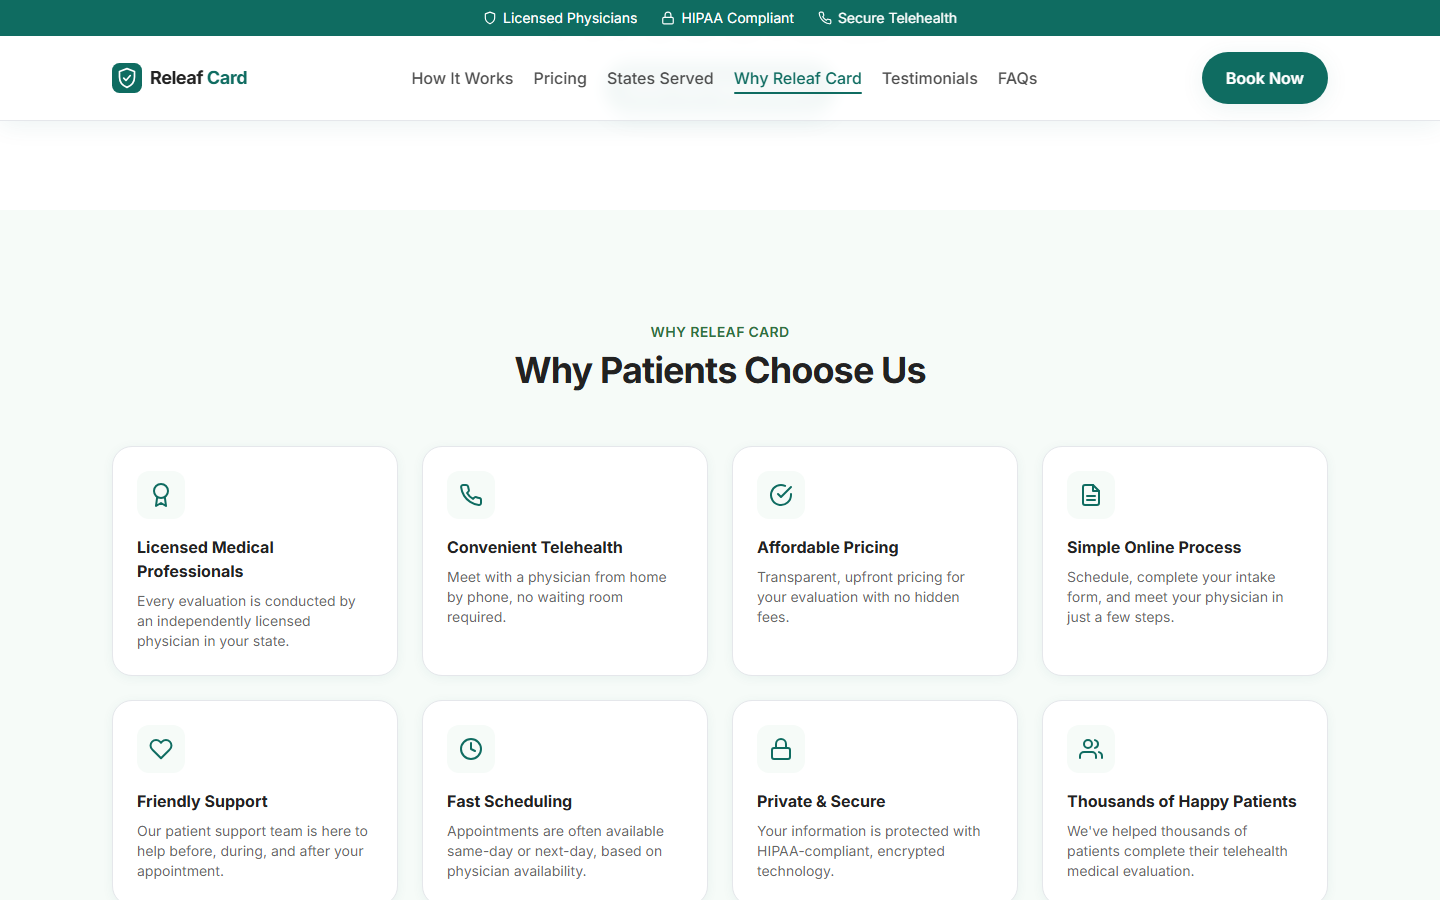 Licensed Physicians HIPAA Compliant Secure Telehealth
Releaf Card How It Works Pricing States Served Why Releaf Card Testimonials FAQs Book Now
WHY RELEAF CARD
Why Patients Choose Us
Licensed Medical
Professionals
Every evaluation is conducted by
an independently licensed
physician in your state.
Convenient Telehealth
Meet with a physician from home
by phone, no waiting room
required.
Affordable Pricing
Transparent, upfront pricing for
your evaluation with no hidden
fees.
Simple Online Process
Schedule, complete your intake
form, and meet your physician in
just a few steps.
Friendly Support
Our patient support team is here to
help before, during, and after your
appointment.
Fast Scheduling
Appointments are often available
same-day or next-day, based on
physician availability.
Private & Secure
Your information is protected with
HIPAA-compliant, encrypted
technology.
Thousands of Happy Patients
We've helped thousands of
patients complete their telehealth
medical evaluation.